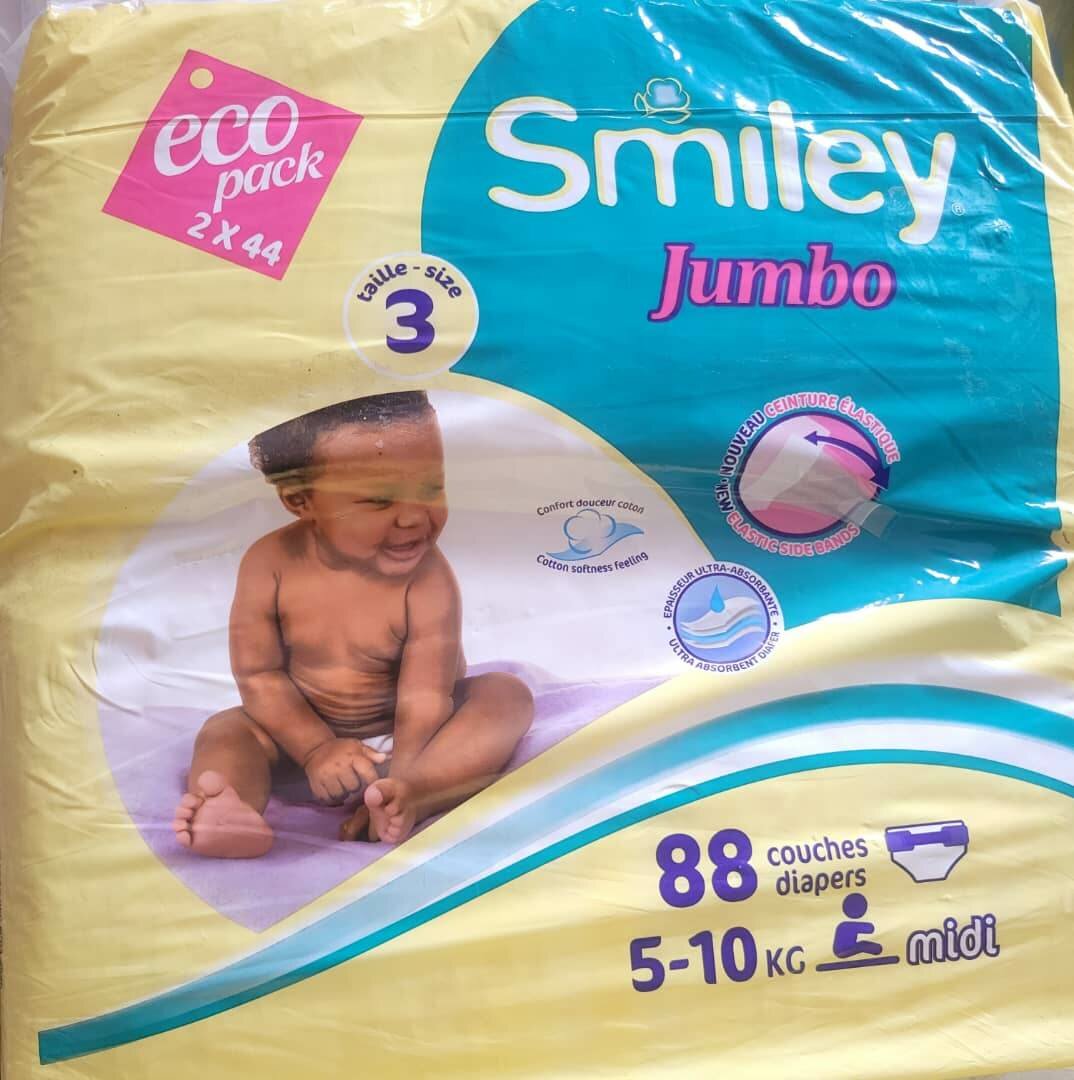 eco
pack
2 X 44
Smiley®
Jumbo
taille - size
3
NOUVEAU CEINTURE ÉLASTIQUE
NEW ELASTIC SIDE BANDS
Confort douceur coton
Cotton softness feeling
EPAISSEUR ULTRA-ABSORBANTE
ULTRA ABSORBENT DIAPER
88 couches
diapers
5-10 KG midi